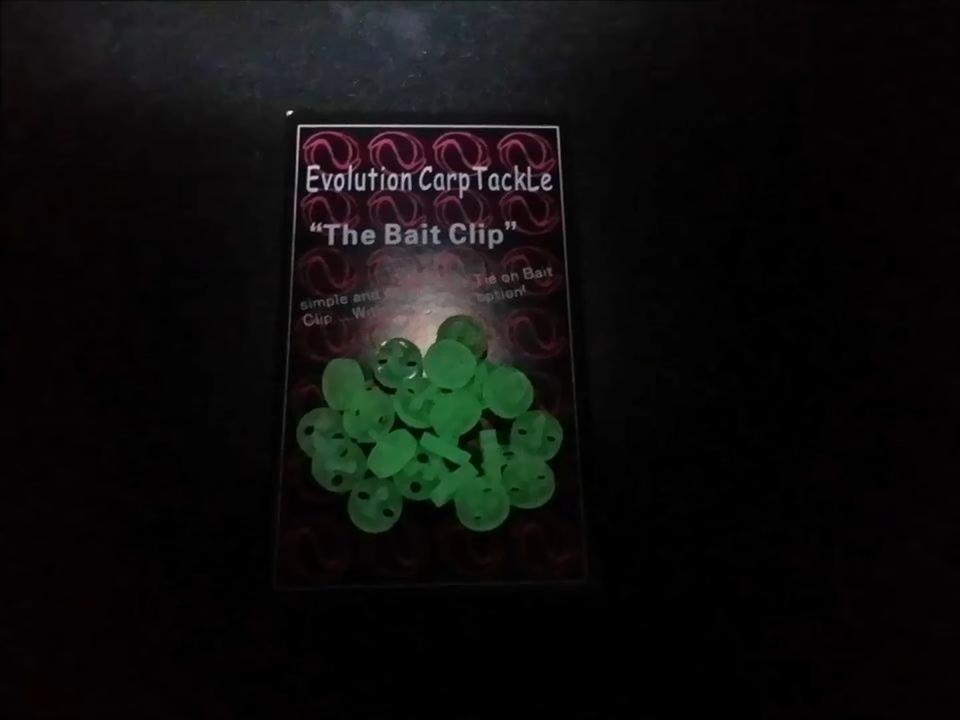 Evolution CarpTackLe
“The Bait Clip”
simple and Tie on Bait
Clip ... option!